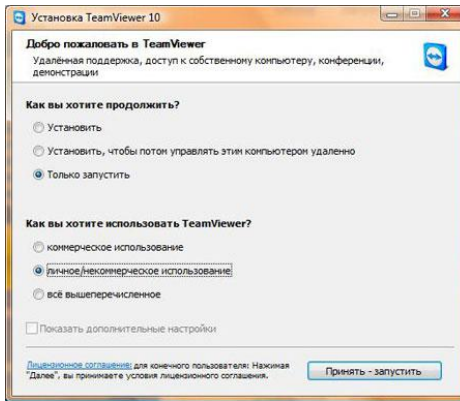 Установка TeamViewer 10
Добро пожаловать в TeamViewer
Удалённая поддержка, доступ к собственному компьютеру, конференции,
демонстрации
Как вы хотите продолжить?
Установить
Установить, чтобы потом управлять этим компьютером удаленно
Только запустить
Как вы хотите использовать TeamViewer?
коммерческое использование
личное/некоммерческое использование
всё вышеперечисленное
Показать дополнительные настройки
Лицензионное соглашение: для конечного пользователя: Нажимая
"Далее", вы принимаете условия лицензионного соглашения.
Принять - запустить